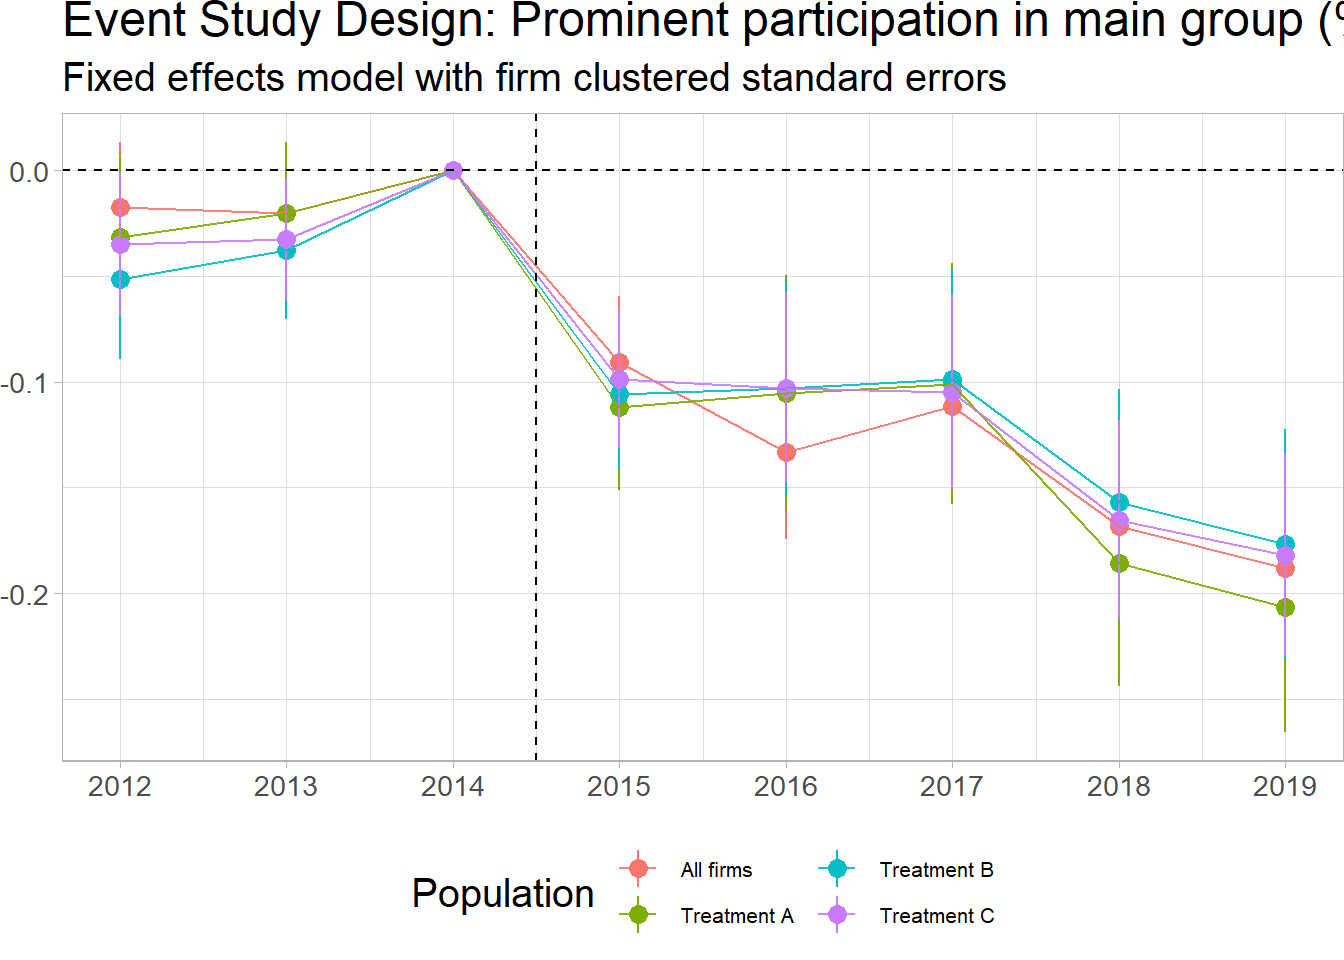 Event Study Design: Prominent participation in main group (%
Fixed effects model with firm clustered standard errors
0.0
-0.1
-0.2
2012 2013 2014 2015 2016 2017 2018 2019
Population
All firms
Treatment A
Treatment B
Treatment C